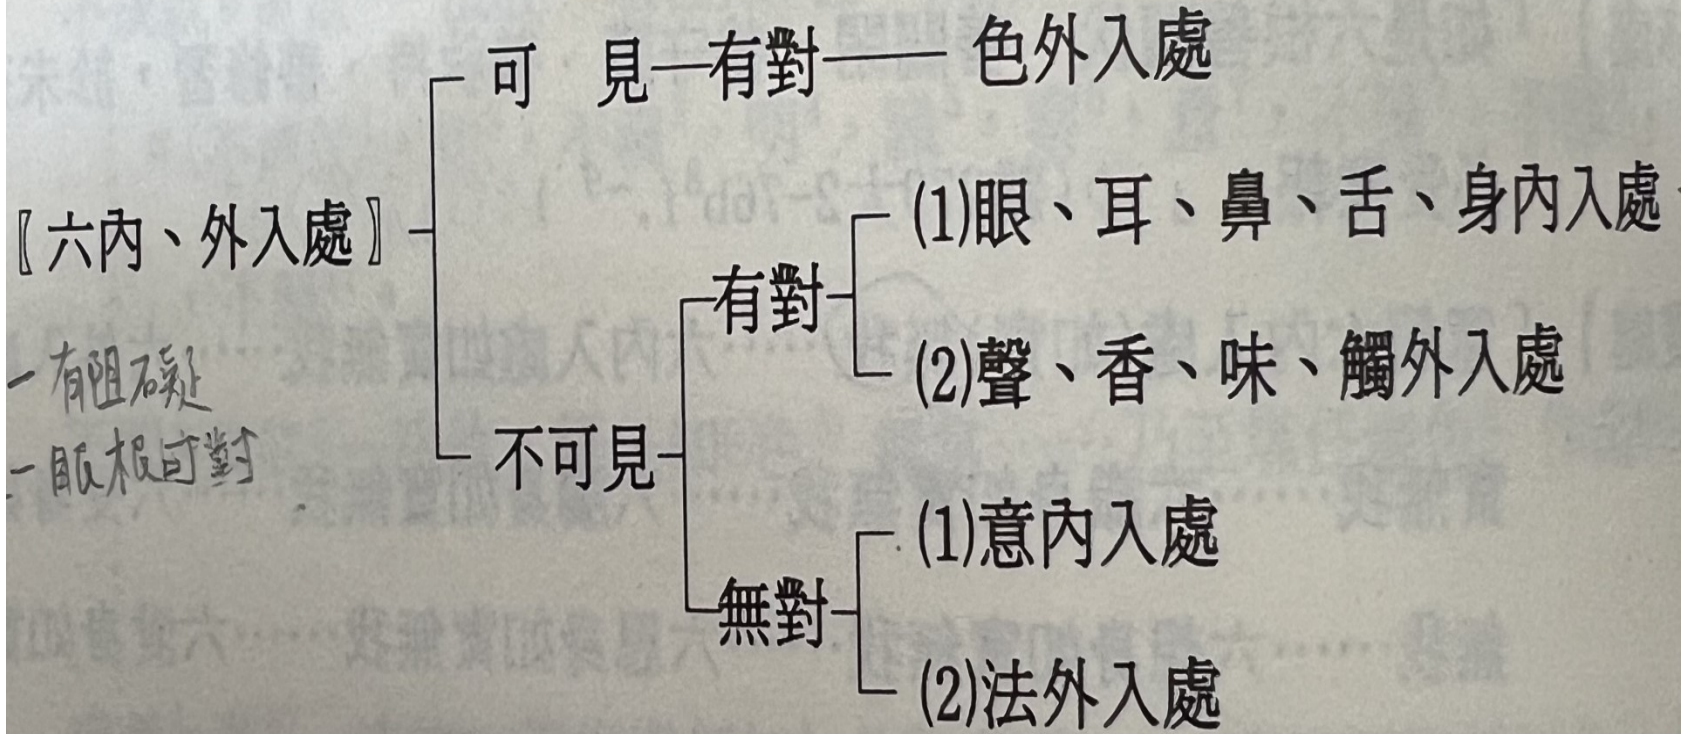 可 見—有對—色外入處
〖六內、外入處〗
(1)眼、耳、鼻、舌、身內入處
有對
(2)聲、香、味、觸外入處
- 有阻礙
不可見
- 眼根可對
(1)意內入處
無對
(2)法外入處